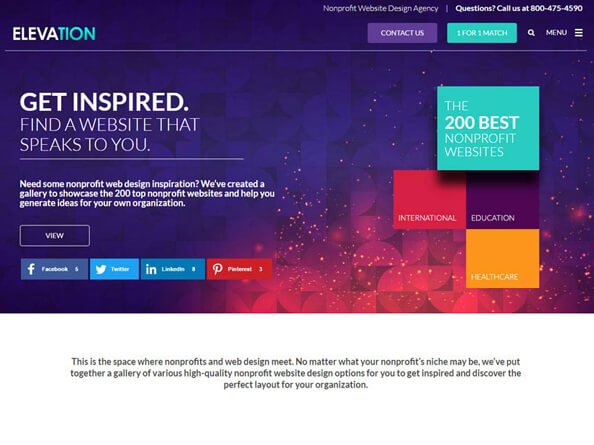 Nonprofit Website Design Agency | Questions? Call us at 800-475-4590
ELEVATION
CONTACT US
1 FOR 1 MATCH
MENU
GET INSPIRED.
FIND A WEBSITE THAT
SPEAKS TO YOU.
Need some nonprofit web design inspiration? We've created a
gallery to showcase the 200 top nonprofit websites and help you
generate ideas for your own organization.
VIEW
Facebook 5
Twitter
LinkedIn 8
Pinterest 3
THE
200 BEST
NONPROFIT
WEBSITES
INTERNATIONAL
EDUCATION
HEALTHCARE
This is the space where nonprofits and web design meet. No matter what your nonprofit's niche may be, we've put
together a gallery of various high-quality nonprofit website design options for you to get inspired and discover the
perfect layout for your organization.